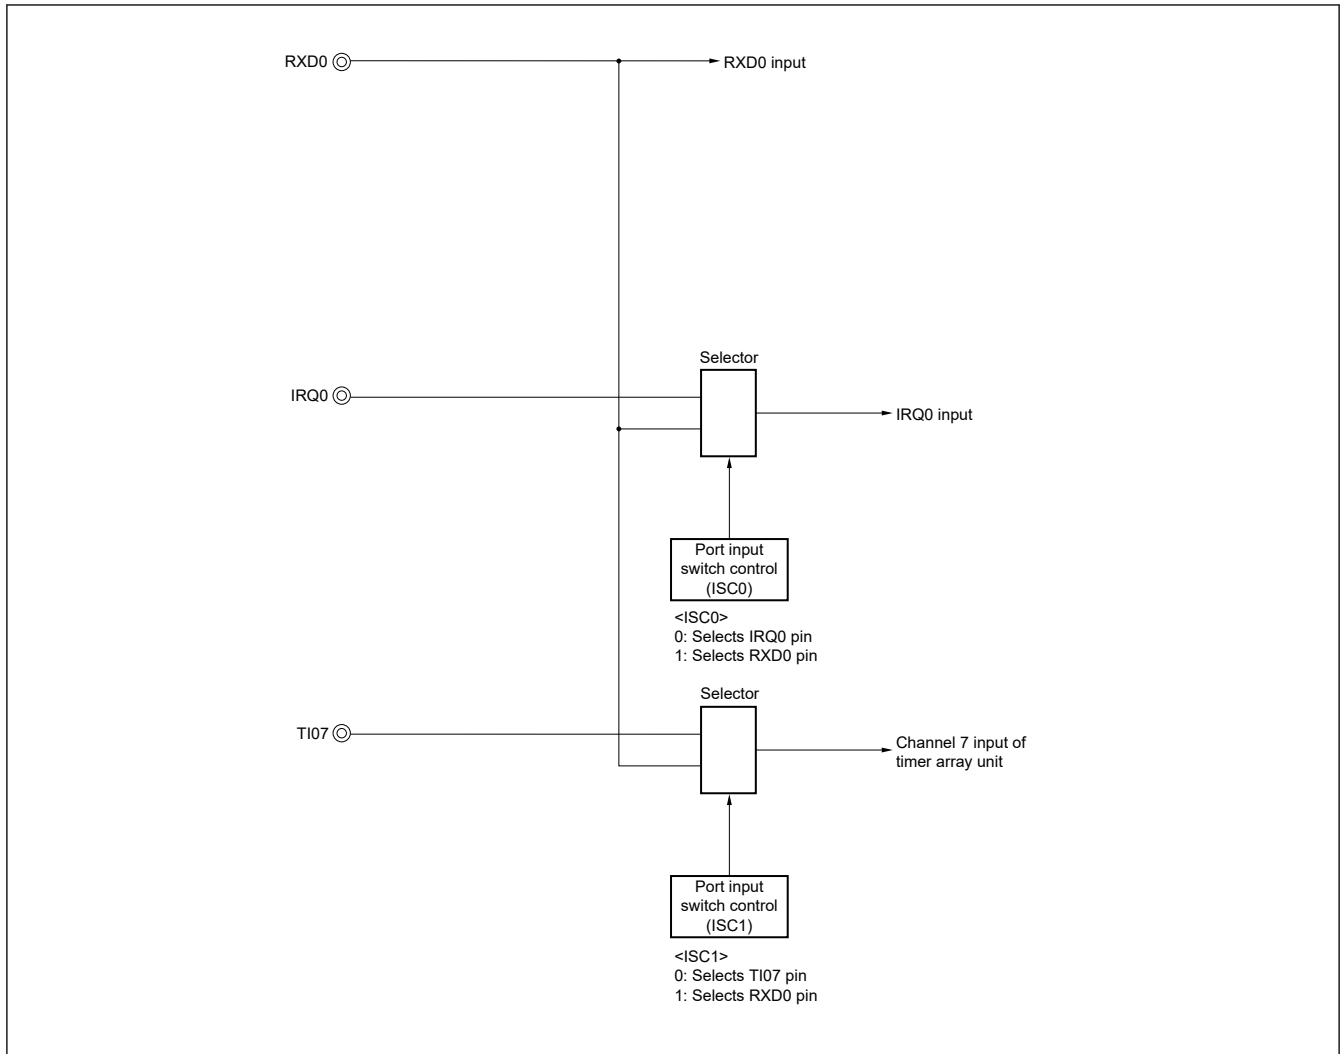 RXD0
RXD0 input
Selector
IRQ0
IRQ0 input
Port input
switch control
(ISC0)
<ISC0>
0: Selects IRQ0 pin
1: Selects RXD0 pin
Selector
TI07
Channel 7 input of
timer array unit
Port input
switch control
(ISC1)
<ISC1>
0: Selects TI07 pin
1: Selects RXD0 pin